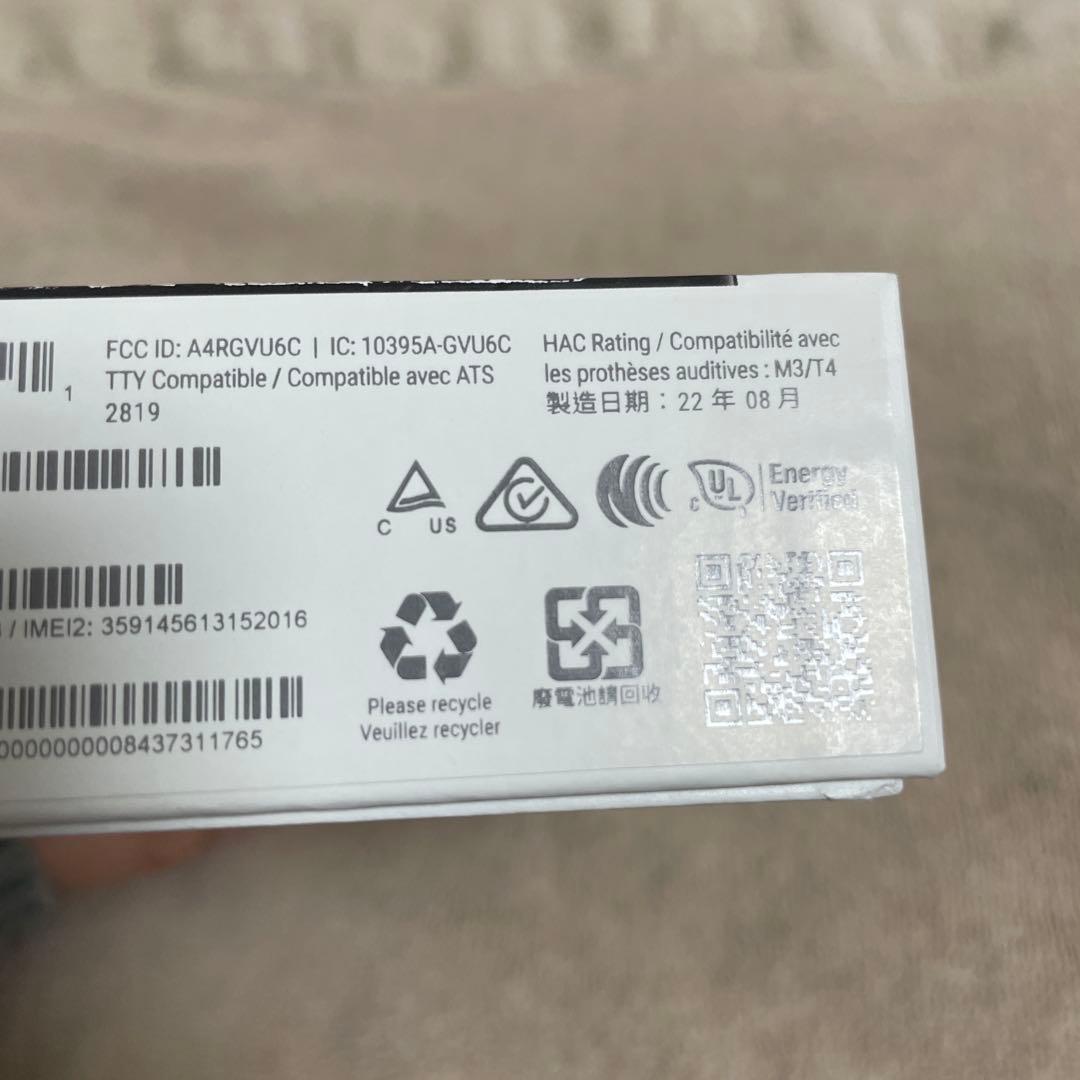 FCC ID: A4RGVU6C | IC: 10395A-GVU6C
TTY Compatible / Compatible avec ATS
2819
1
HAC Rating / Compatibilité avec
les prothèses auditives : M3/T4
製造日期：22 年 08 月
C US
c UL
Energy
Verified
/ IMEI2: 359145613152016
0000000008437311765
Please recycle
Veuillez recycler
廢電池請回收